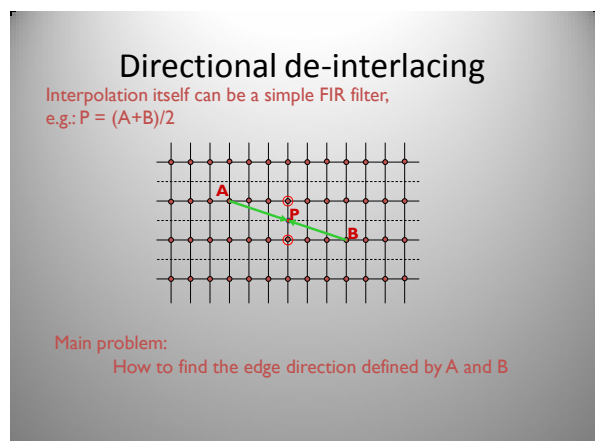 Directional de-interlacing
Interpolation itself can be a simple FIR filter,
e.g.: P = (A+B)/2
A
P
B
Main problem:
How to find the edge direction defined by A and B